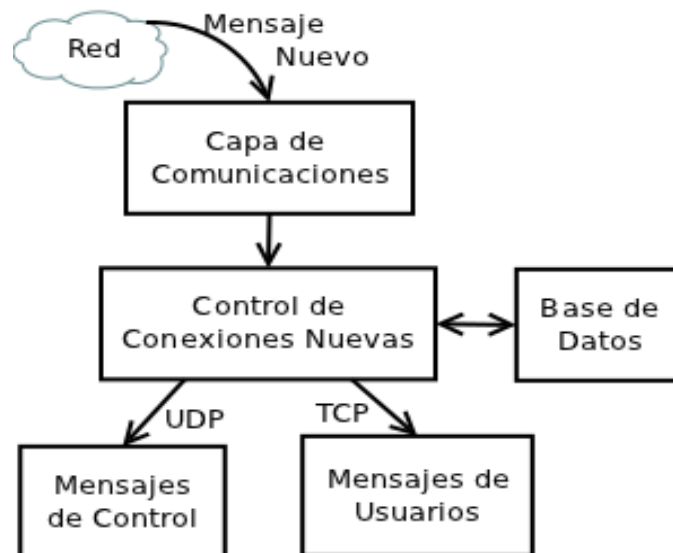 Red
Mensaje
Nuevo
Capa de
Comunicaciones
Control de
Conexiones Nuevas
Base de
Datos
UDP
TCP
Mensajes
de Control
Mensajes de
Usuarios